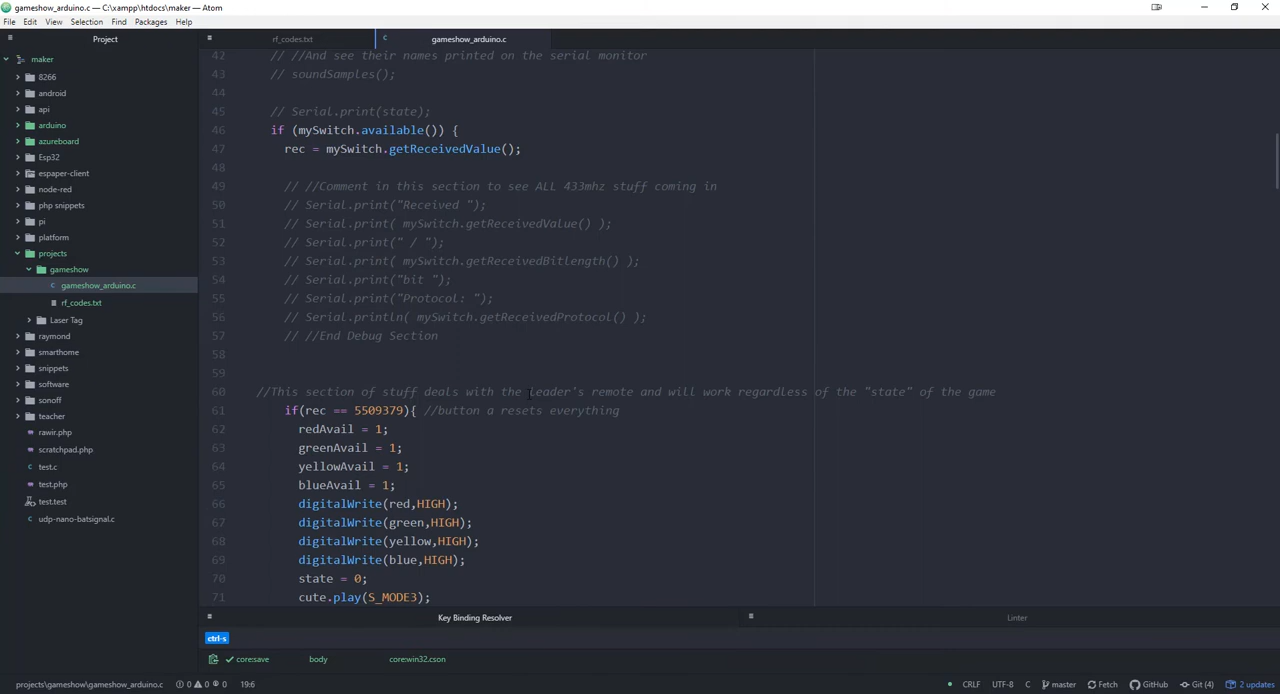 gameshow_arduino.c — C:\xampp\htdocs\maker — Atom
File Edit View Selection Find Packages Help
Project
maker
8266
android
api
arduino
azureboard
Esp32
espaper-client
node-red
php snippets
pi
platform
projects
gameshow
gameshow_arduino.c
rf_codes.txt
Laser Tag
raymond
smarthome
snippets
software
sonoff
teacher
rawir.php
scratchpad.php
test.c
test.php
test.test
udp-nano-batsignal.c
rf_codes.txt
gameshow_arduino.c
42 // //And see their names printed on the serial monitor
43 // soundSamples();
44
45 // Serial.print(state);
46 if (mySwitch.available()) {
47 rec = mySwitch.getReceivedValue();
48
49 // //Comment in this section to see ALL 433mhz stuff coming in
50 // Serial.print("Received ");
51 // Serial.print( mySwitch.getReceivedValue() );
52 // Serial.print(" / ");
53 // Serial.print( mySwitch.getReceivedBitlength() );
54 // Serial.print("bit ");
55 // Serial.print("Protocol: ");
56 // Serial.println( mySwitch.getReceivedProtocol() );
57 // //End Debug Section
58
59
60 //This section of stuff deals with the leader's remote and will work regardless of the "state" of the game
61 if(rec == 5509379){ //button a resets everything
62 redAvail = 1;
63 greenAvail = 1;
64 yellowAvail = 1;
65 blueAvail = 1;
66 digitalWrite(red,HIGH);
67 digitalWrite(green,HIGH);
68 digitalWrite(yellow,HIGH);
69 digitalWrite(blue,HIGH);
70 state = 0;
71 cute.play(S_MODE3);
Key Binding Resolver
Linter
ctrl-s
core:save body core:win32.cson
projects\gameshow\gameshow_arduino.c 0 0 0 19:6
CRLF UTF-8 C master Fetch GitHub Git (4) 2 updates